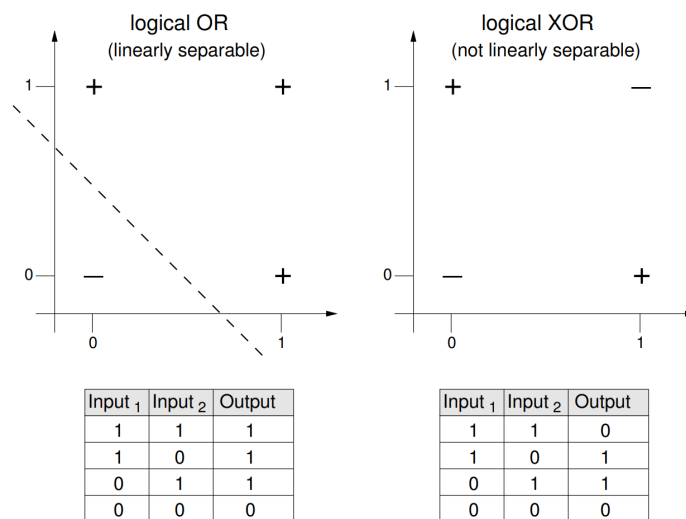 logical OR
(linearly separable)
1
+ +
0
— +
0 1
Input 1 Input 2 Output
1 1 1
1 0 1
0 1 1
0 0 0
logical XOR
(not linearly separable)
1
+ —
0
— +
0 1
Input 1 Input 2 Output
1 1 0
1 0 1
0 1 1
0 0 0